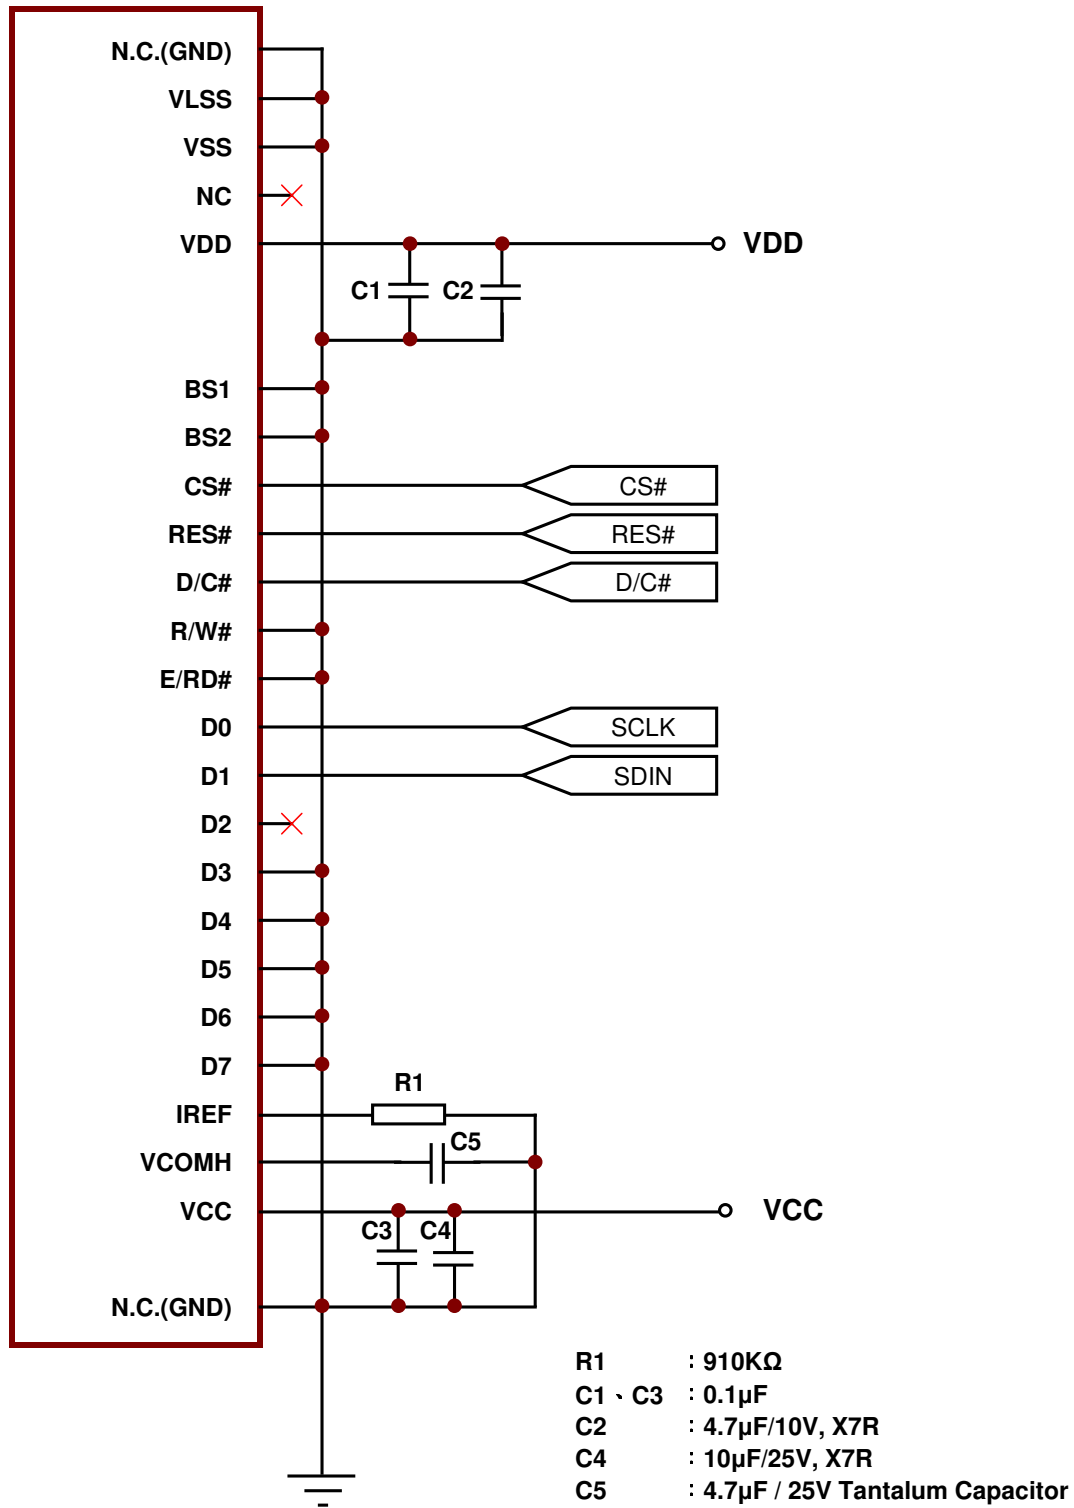 N.C.(GND)
VLSS
VSS
NC
VDD
VDD
C1
C2
BS1
BS2
CS#
CS#
RES#
RES#
D/C#
D/C#
R/W#
E/RD#
D0
SCLK
D1
SDIN
D2
D3
D4
D5
D6
D7
R1
IREF
C5
VCOMH
VCC
VCC
C3
C4
N.C.(GND)
R1 : 910KΩ
C1、C3 : 0.1µF
C2 : 4.7µF/10V, X7R
C4 : 10µF/25V, X7R
C5 : 4.7µF / 25V Tantalum Capacitor